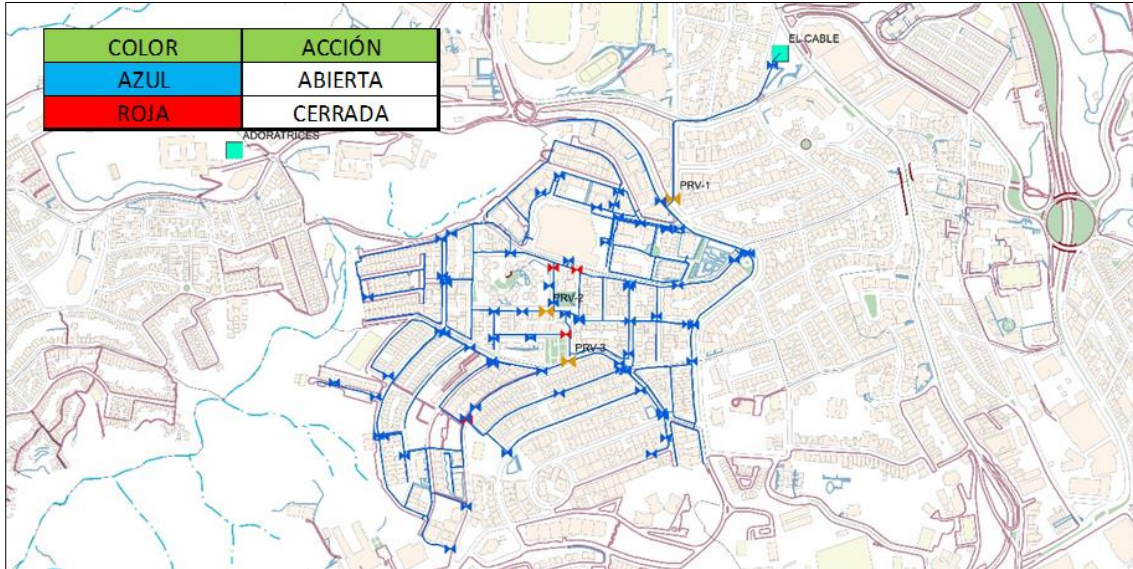 COLOR ACCIÓN
AZUL ABIERTA
ROJA CERRADA
EL CABLE
ADORATRICES
PRV-1
PRV-2
PRV-3